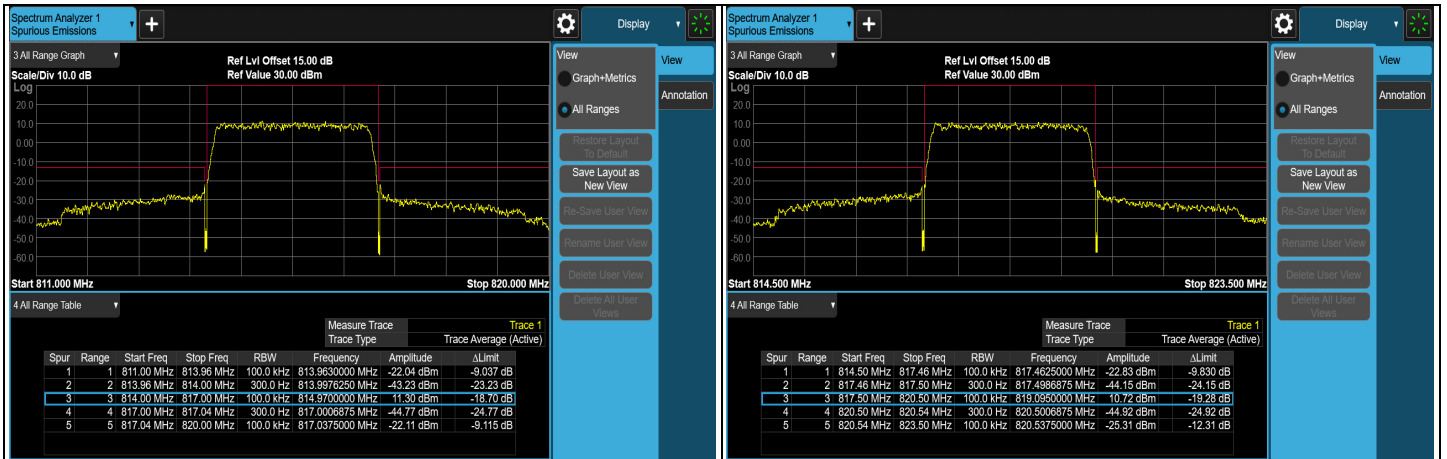 Spectrum Analyzer 1
Spurious Emissions
+
Display
3 All Range Graph
Ref Lvl Offset 15.00 dB
Scale/Div 10.0 dB
Ref Value 30.00 dBm
Log
20.0
10.0
0.00
-10.0
-20.0
-30.0
-40.0
-50.0
-60.0
Start 811.000 MHz
Stop 820.000 MHz
4 All Range Table
Measure Trace Trace 1
Trace Type Trace Average (Active)
Spur Range Start Freq Stop Freq RBW Frequency Amplitude ΔLimit
1 1 811.00 MHz 813.96 MHz 100.0 kHz 813.9630000 MHz -22.04 dBm -9.037 dB
2 2 813.96 MHz 814.00 MHz 300.0 Hz 813.9976250 MHz -43.23 dBm -23.23 dB
3 3 814.00 MHz 817.00 MHz 100.0 kHz 814.9700000 MHz 11.30 dBm -18.70 dB
4 4 817.00 MHz 817.04 MHz 300.0 Hz 817.0006875 MHz -44.77 dBm -24.77 dB
5 5 817.04 MHz 820.00 MHz 100.0 kHz 817.0375000 MHz -22.11 dBm -9.115 dB
View
Graph+Metrics
All Ranges
Restore Layout
To Default
Save Layout as
New View
Re-Save User View
Rename User View
Delete User View
Delete All User
Views
View
Annotation
Spectrum Analyzer 1
Spurious Emissions
+
Display
3 All Range Graph
Ref Lvl Offset 15.00 dB
Scale/Div 10.0 dB
Ref Value 30.00 dBm
Log
20.0
10.0
0.00
-10.0
-20.0
-30.0
-40.0
-50.0
-60.0
Start 814.500 MHz
Stop 823.500 MHz
4 All Range Table
Measure Trace Trace 1
Trace Type Trace Average (Active)
Spur Range Start Freq Stop Freq RBW Frequency Amplitude ΔLimit
1 1 814.50 MHz 817.46 MHz 100.0 kHz 817.4625000 MHz -22.83 dBm -9.830 dB
2 2 817.46 MHz 817.50 MHz 300.0 Hz 817.4986875 MHz -44.15 dBm -24.15 dB
3 3 817.50 MHz 820.50 MHz 100.0 kHz 819.0950000 MHz 10.72 dBm -19.28 dB
4 4 820.50 MHz 820.54 MHz 300.0 Hz 820.5006875 MHz -44.92 dBm -24.92 dB
5 5 820.54 MHz 823.50 MHz 100.0 kHz 820.5375000 MHz -25.31 dBm -12.31 dB
View
Graph+Metrics
All Ranges
Restore Layout
To Default
Save Layout as
New View
Re-Save User View
Rename User View
Delete User View
Delete All User
Views
View
Annotation